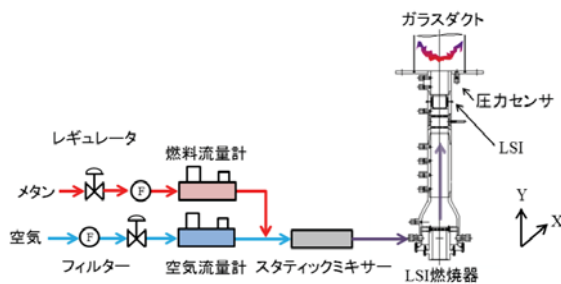 ガラスダクト
圧力センサ
LSI
レギュレータ
燃料流量計
メタン
F
空気
F
フィルター
空気流量計
スタティックミキサー
LSI燃焼器
Y
X